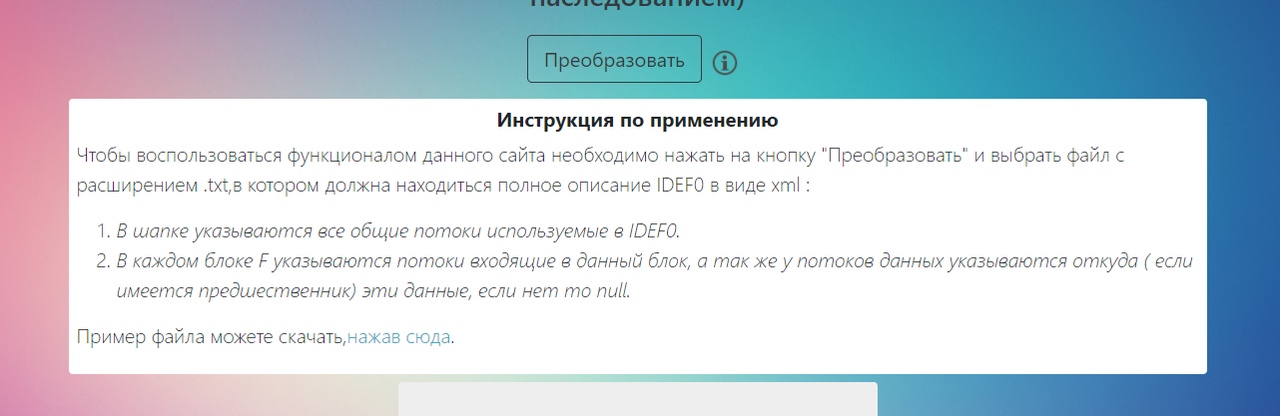 наследованием)
Преобразовать
Инструкция по применению
Чтобы воспользоваться функционалом данного сайта необходимо нажать на кнопку "Преобразовать" и выбрать файл с
расширением .txt,в котором должна находиться полное описание IDEF0 в виде xml :
1. В шапке указываются все общие потоки используемые в IDEF0.
2. В каждом блоке F указываются потоки входящие в данный блок, а так же у потоков данных указываются откуда ( если
имеется предшественник) эти данные, если нет то null.
Пример файла можете скачать,нажав сюда.